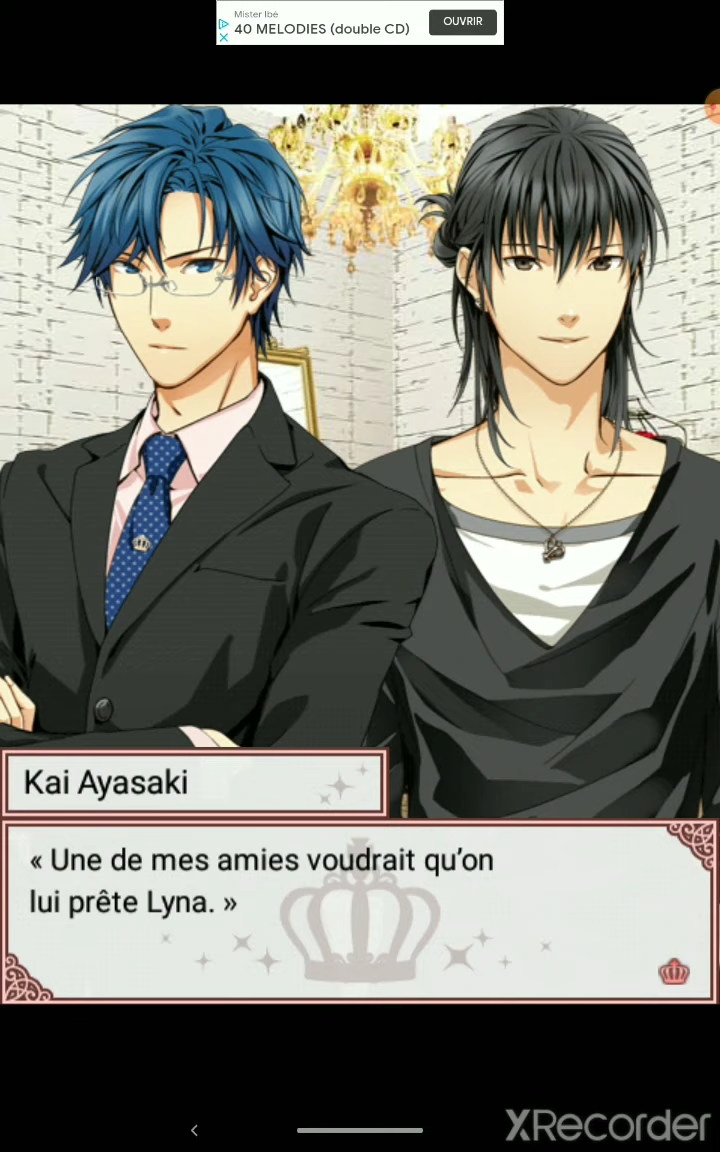 Mister Ibé
40 MELODIES (double CD)
OUVRIR
Kai Ayasaki
« Une de mes amies voudrait qu’on
lui prête Lyna. »
XRecorder